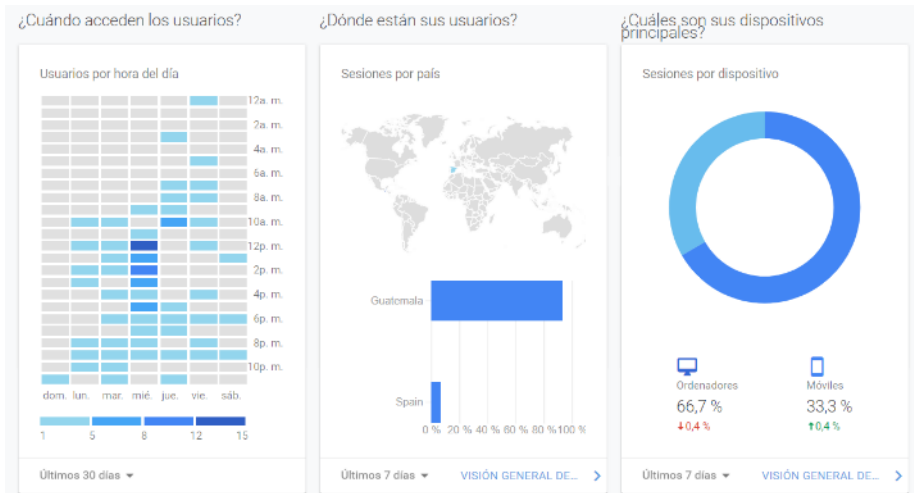 ¿Cuándo acceden los usuarios?
Usuarios por hora del día
12a. m.
2a. m.
4a. m.
6a. m.
8a. m.
10a. m.
12p. m.
2p. m.
4p. m.
6p. m.
8p. m.
10p. m.
dom. lun. mar. mié. jue. vie. sáb.
1 5 8 12 15
Últimos 30 días
¿Dónde están sus usuarios?
Sesiones por país
Guatemala
Spain
0 % 20 % 40 % 60 % 80 % 100 %
Últimos 7 días VISIÓN GENERAL DE...
¿Cuáles son sus dispositivos
principales?
Sesiones por dispositivo
Ordenadores Móviles
66,7 % 33,3 %
0,4 % 0,4 %
Últimos 7 días VISIÓN GENERAL DE...